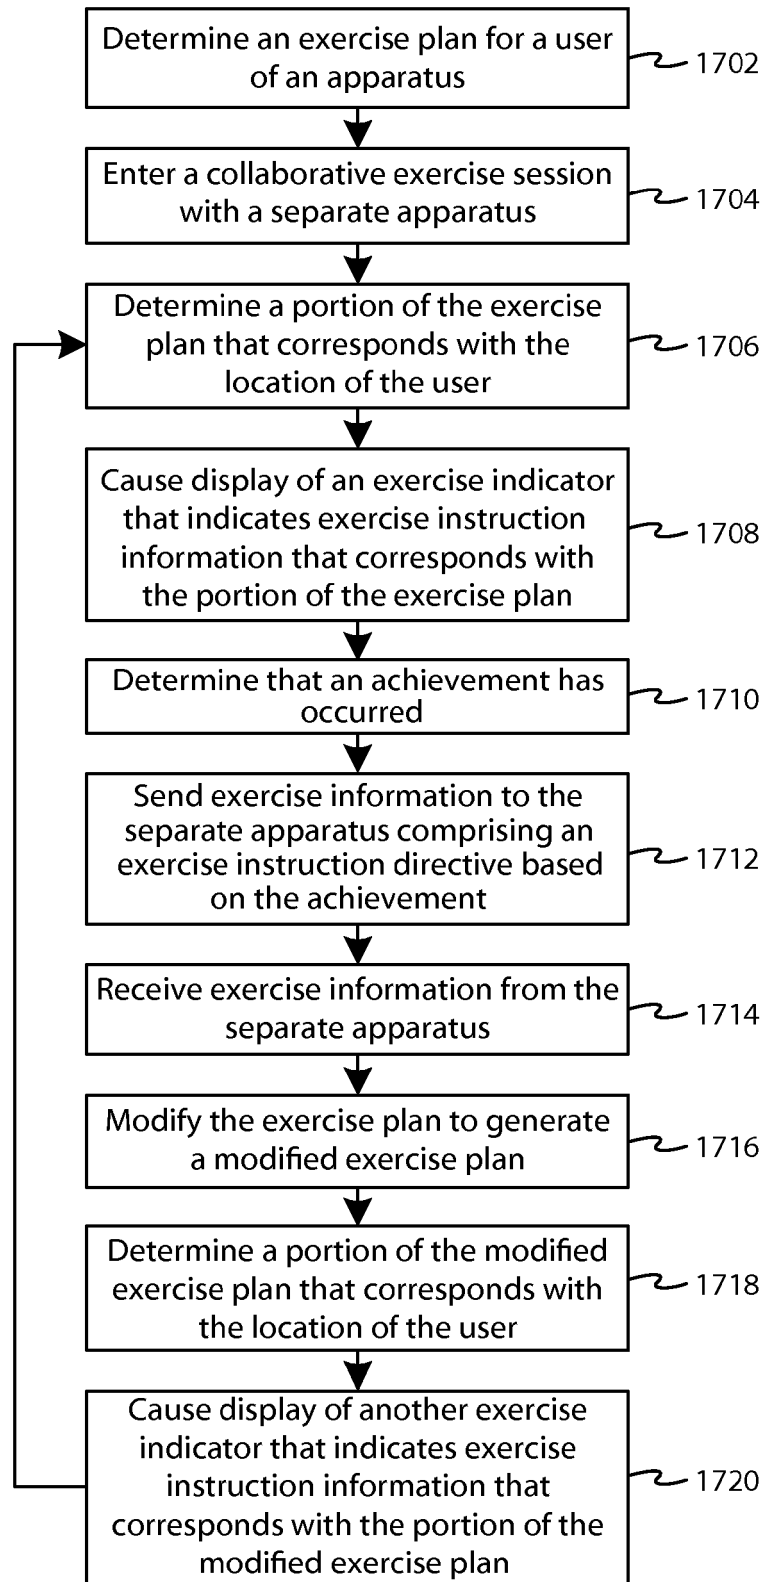 Determine an exercise plan for a user
of an apparatus
1702
Enter a collaborative exercise session
with a separate apparatus
1704
Determine a portion of the exercise
plan that corresponds with the
location of the user
1706
Cause display of an exercise indicator
that indicates exercise instruction
information that corresponds with
the portion of the exercise plan
1708
Determine that an achievement has
occurred
1710
Send exercise information to the
separate apparatus comprising an
exercise instruction directive based
on the achievement
1712
Receive exercise information from the
separate apparatus
1714
Modify the exercise plan to generate
a modified exercise plan
1716
Determine a portion of the modified
exercise plan that corresponds with
the location of the user
1718
Cause display of another exercise
indicator that indicates exercise
instruction information that
corresponds with the portion of the
modified exercise plan
1720